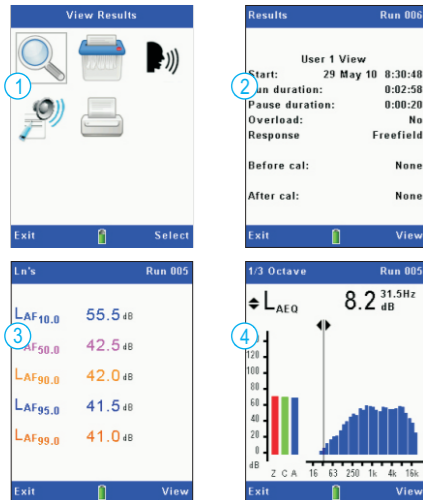 View Results
1
Exit Select
Results Run 006
User 1 View
Start: 29 May 10 8:30:48
2
Run duration: 0:02:58
Pause duration: 0:00:20
Overload: No
Response Freefield
Before cal: None
After cal: None
Exit View
Ln's Run 005
LAF10.0 55.5 dB
3
LAF50.0 42.5 dB
LAF90.0 42.0 dB
LAF95.0 41.5 dB
LAF99.0 41.0 dB
Exit View
1/3 Octave Run 005
LAEQ 8.2 31.5Hz dB
4
120
100
80
60
40
20
0
dB
Z C A 16 63 250 1k 4k 16k
Exit View